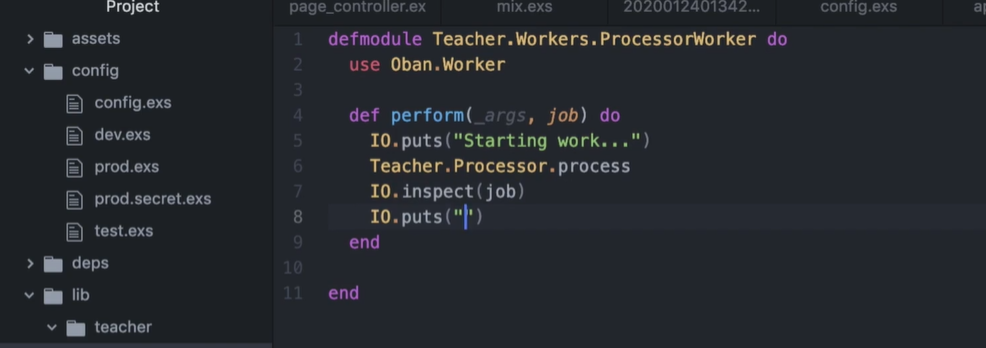 Project
assets
config
config.exs
dev.exs
prod.exs
prod.secret.exs
test.exs
deps
lib
teacher
page_controller.ex mix.exs 2020012401342... config.exs
1 defmodule Teacher.Workers.ProcessorWorker do
2 use Oban.Worker
3
4 def perform(_args, job) do
5 IO.puts("Starting work...")
6 Teacher.Processor.process
7 IO.inspect(job)
8 IO.puts("")
9 end
10
11 end